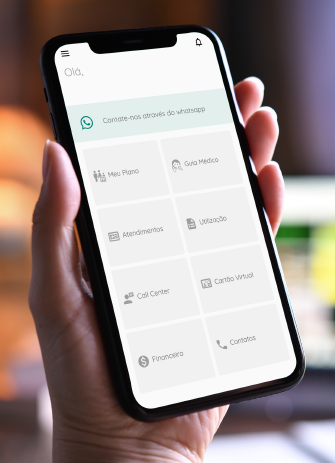 Olá,
Contate-nos através do whatsapp
Meu Plano
Guia Médico
Atendimentos
Utilização
Call Center
Cartão Virtual
Financeiro
Contatos